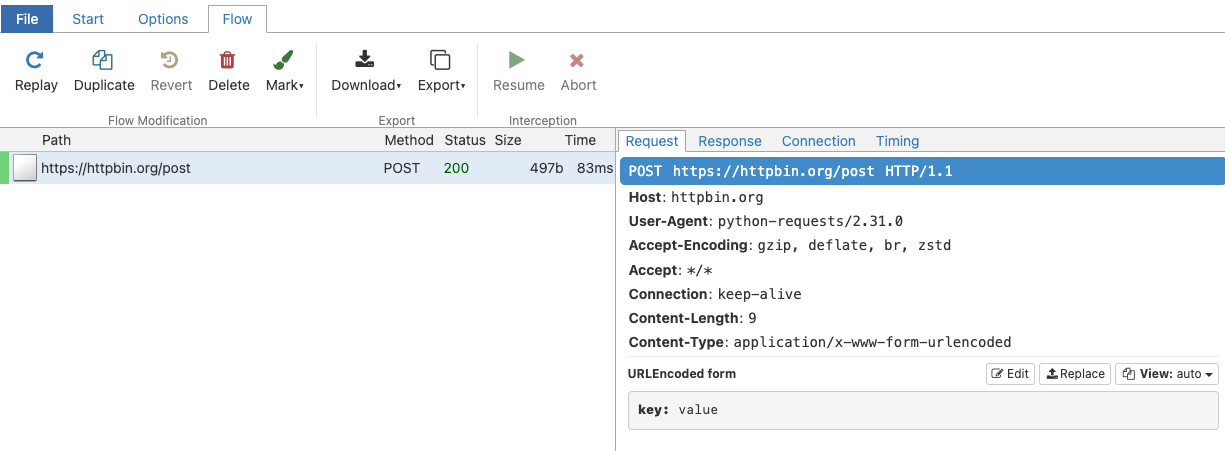 File Start Options Flow
Replay Duplicate Revert Delete Mark▾ Download▾ Export▾ Resume Abort
Flow Modification Export Interception
Path Method Status Size Time
https://httpbin.org/post POST 200 497b 83ms
Request Response Connection Timing
POST https://httpbin.org/post HTTP/1.1
Host: httpbin.org
User-Agent: python-requests/2.31.0
Accept-Encoding: gzip, deflate, br, zstd
Accept: */*
Connection: keep-alive
Content-Length: 9
Content-Type: application/x-www-form-urlencoded
URLEncoded form Edit Replace View: auto
key: value